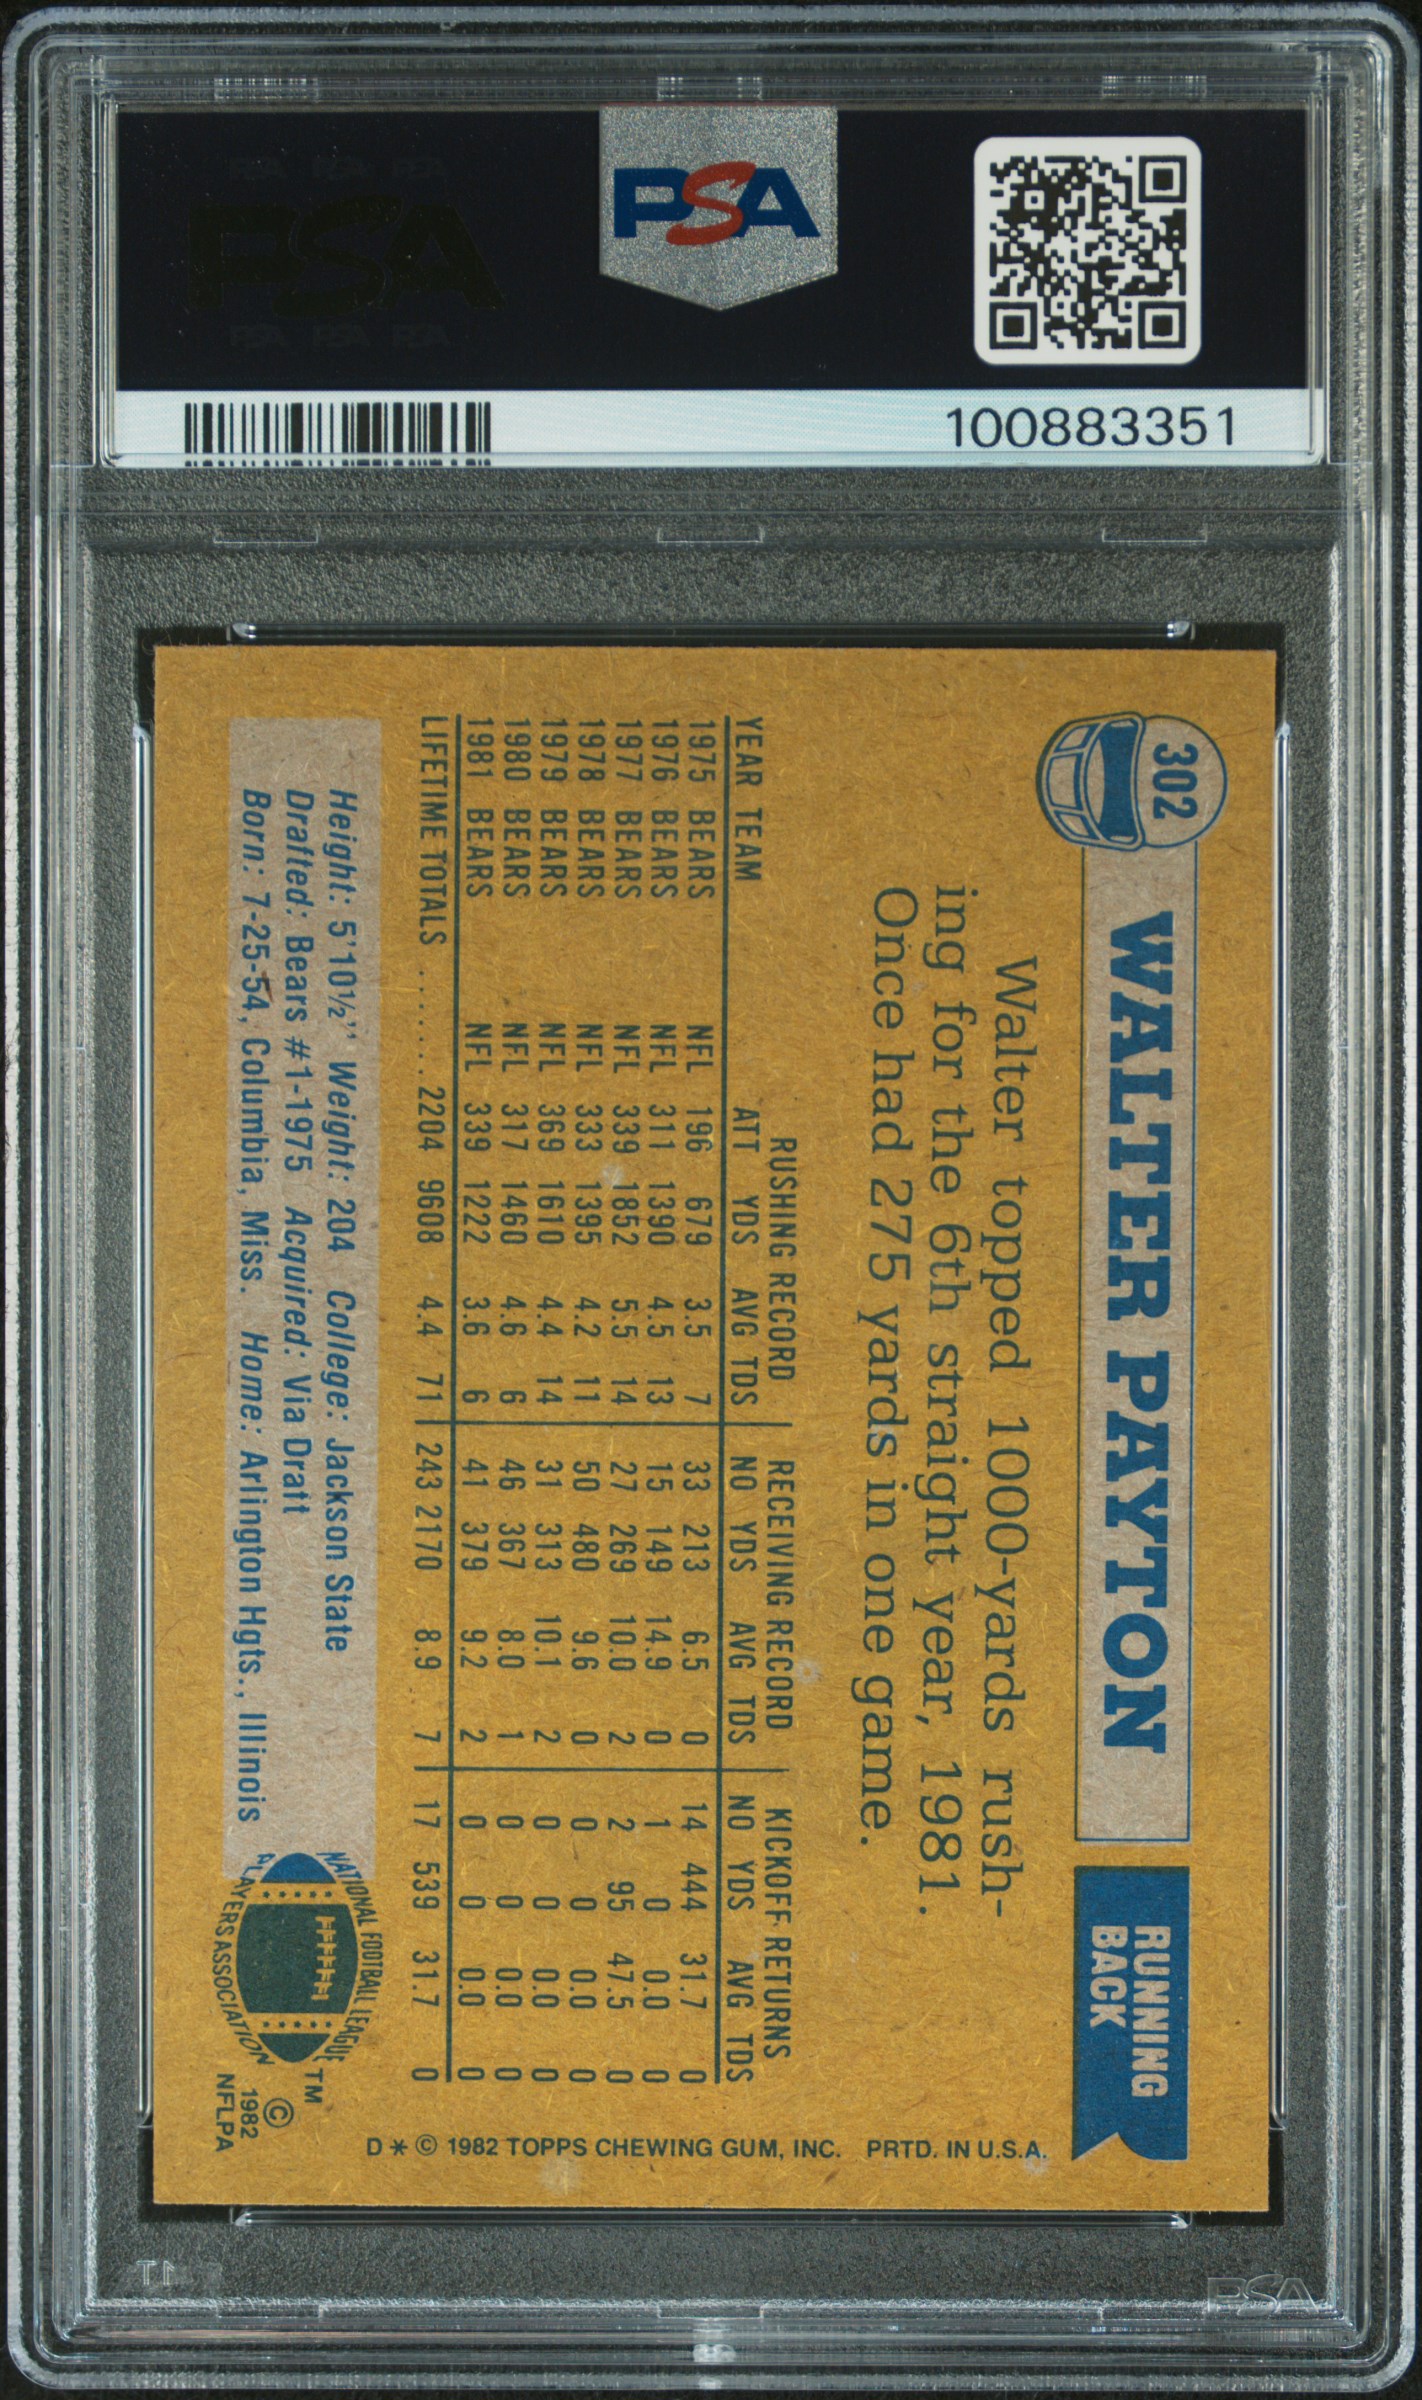 PSA
100883351
302
WALTER PAYTON
RUNNING
BACK
Walter topped 1000-yards rush-
ing for the 6th straight year, 1981.
Once had 275 yards in one game.
RUSHING RECORD RECEIVING RECORD KICKOFF RETURNS
YEAR TEAM ATT YDS AVG TDS NO YDS AVG TDS NO YDS AVG TDS
1975 BEARS NFL 196 679 3.5 7 33 213 6.5 0 14 444 31.7 0
1976 BEARS NFL 311 1390 4.5 13 15 149 14.9 0 1 0 0.0 0
1977 BEARS NFL 339 1852 5.5 14 27 269 10.0 2 2 95 47.5 0
1978 BEARS NFL 333 1395 4.2 11 50 480 9.6 0 0 0 0.0 0
1979 BEARS NFL 369 1610 4.4 14 31 313 10.1 2 0 0 0.0 0
1980 BEARS NFL 317 1460 4.6 6 46 367 8.0 1 0 0 0.0 0
1981 BEARS NFL 339 1222 3.6 6 41 379 9.2 2 0 0 0.0 0
LIFETIME TOTALS ....... 2204 9608 4.4 71 243 2170 8.9 7 17 539 31.7 0
Height: 5'10½" Weight: 204 College: Jackson State
Drafted: Bears #1-1975 Acquired: Via Draft
Born: 7-25-54, Columbia, Miss. Home: Arlington Hgts., Illinois
NATIONAL FOOTBALL LEAGUE
PLAYERS ASSOCIATION
TM
©
1982
NFLPA
D * © 1982 TOPPS CHEWING GUM, INC. PRTD. IN U.S.A.
PSA